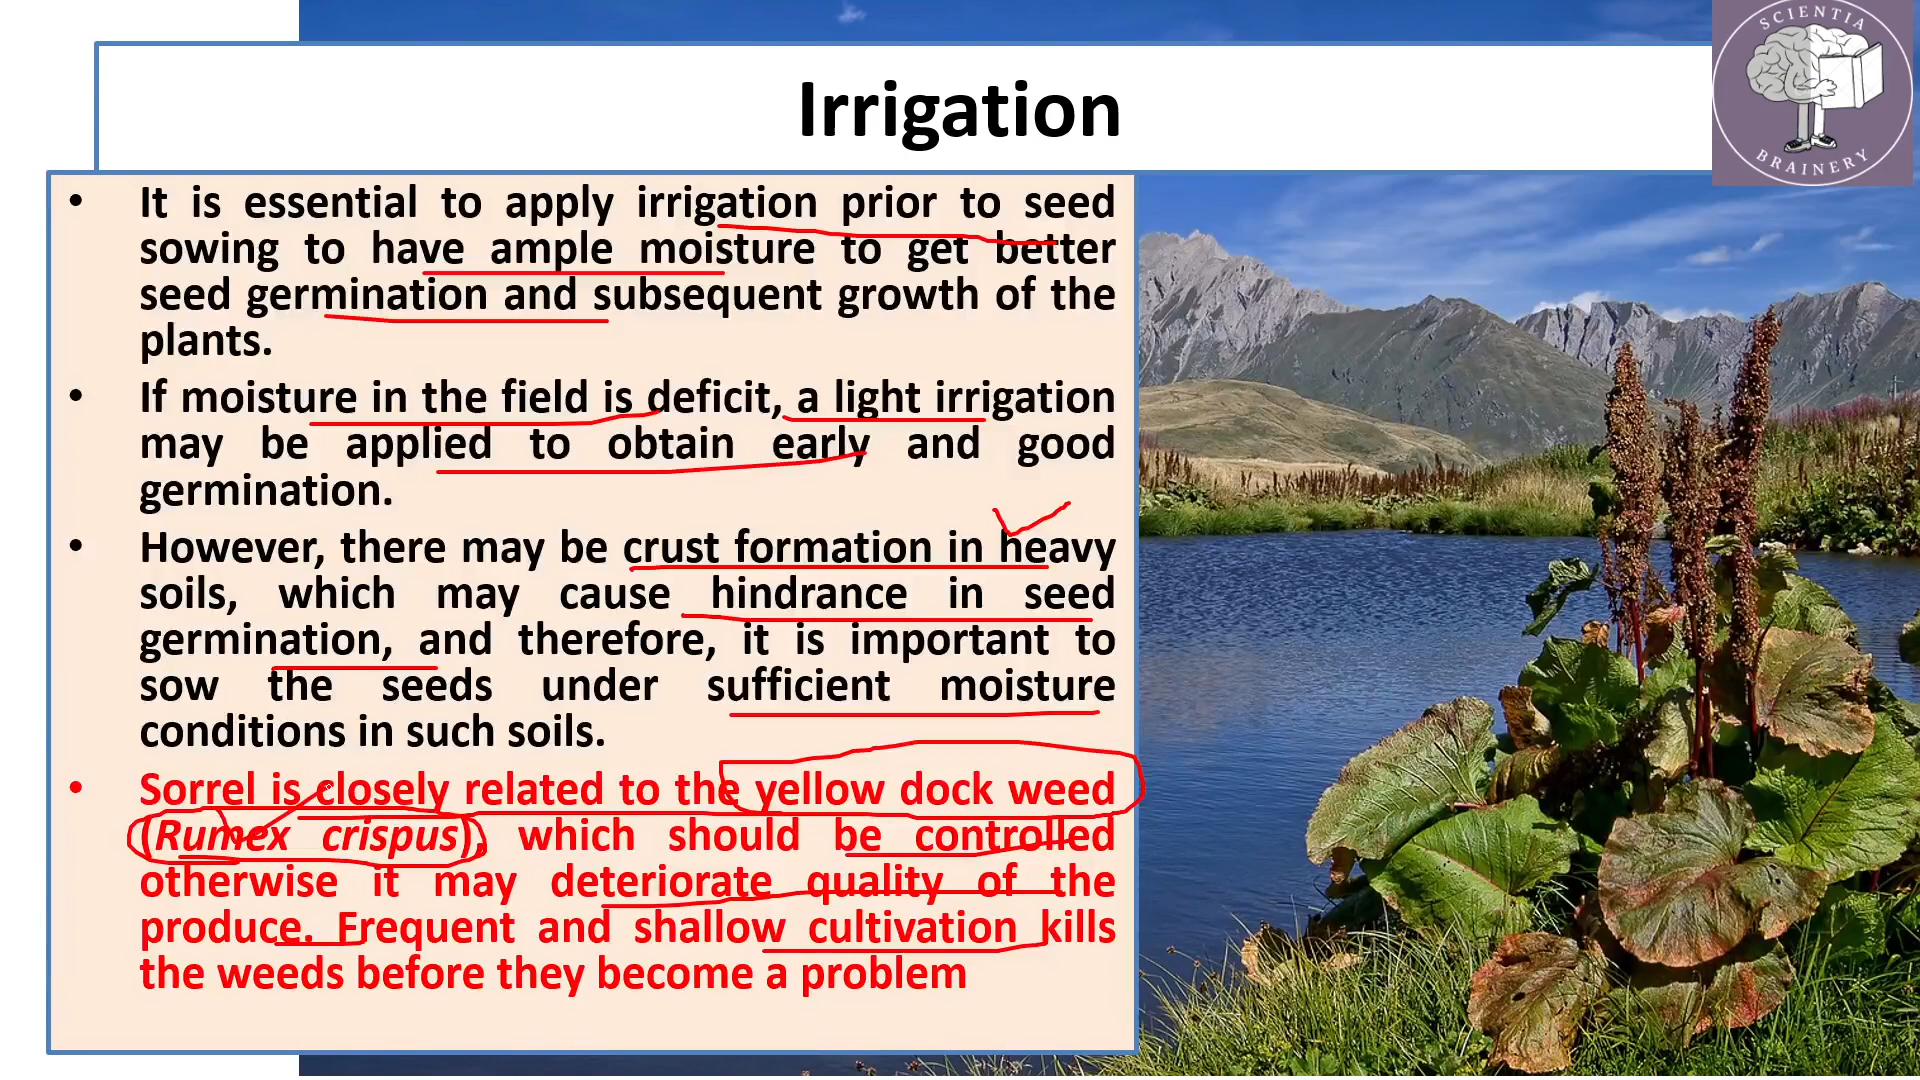 SCIENTIA
BRAINERY
Irrigation
• It is essential to apply irrigation prior to seed
sowing to have ample moisture to get better
seed germination and subsequent growth of the
plants.
• If moisture in the field is deficit, a light irrigation
may be applied to obtain early and good
germination.
• However, there may be crust formation in heavy
soils, which may cause hindrance in seed
germination, and therefore, it is important to
sow the seeds under sufficient moisture
conditions in such soils.
• Sorrel is closely related to the yellow dock weed
(Rumex crispus), which should be controlled
otherwise it may deteriorate quality of the
produce. Frequent and shallow cultivation kills
the weeds before they become a problem